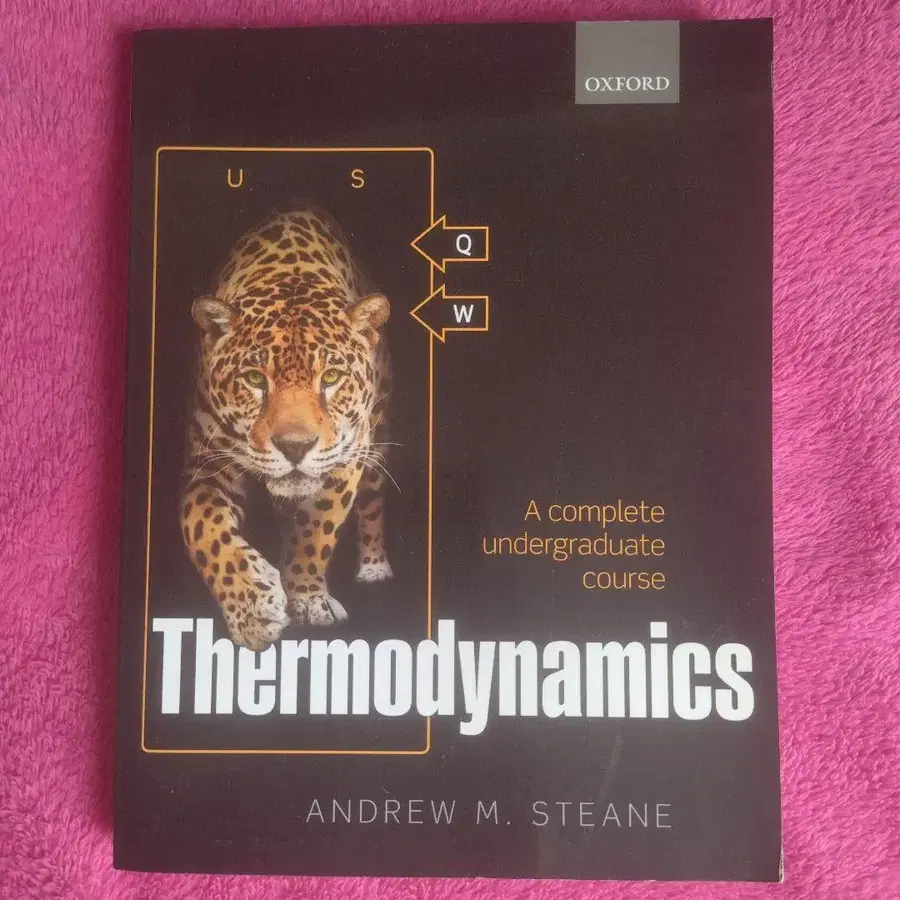 OXFORD
U S
Q
W
A complete
undergraduate
course
Thermodynamics
ANDREW M. STEANE